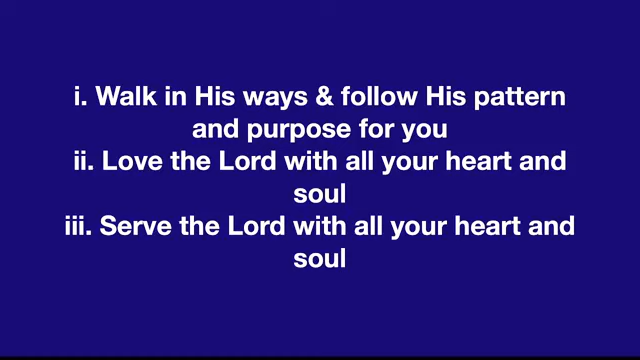 i. Walk in His ways & follow His pattern
and purpose for you
ii. Love the Lord with all your heart and
soul
iii. Serve the Lord with all your heart and
soul